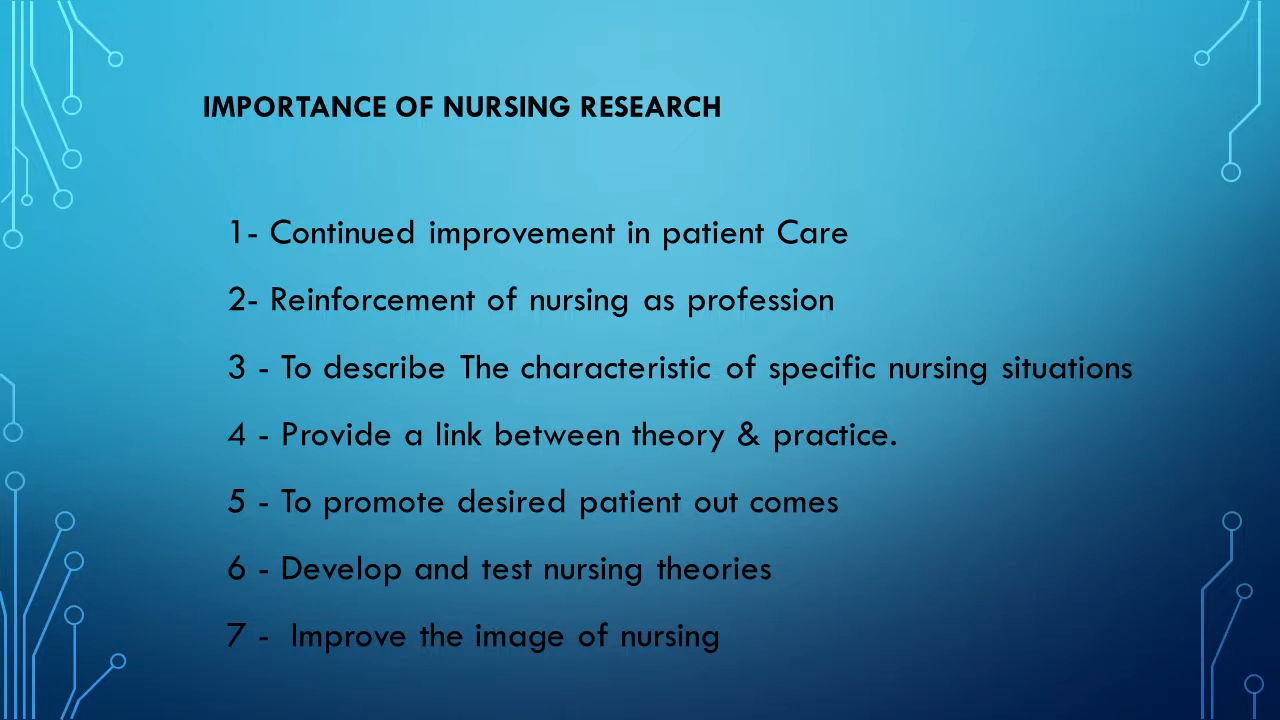 IMPORTANCE OF NURSING RESEARCH
1- Continued improvement in patient Care
2- Reinforcement of nursing as profession
3 - To describe The characteristic of specific nursing situations
4 - Provide a link between theory & practice.
5 - To promote desired patient out comes
6 - Develop and test nursing theories
7 - Improve the image of nursing